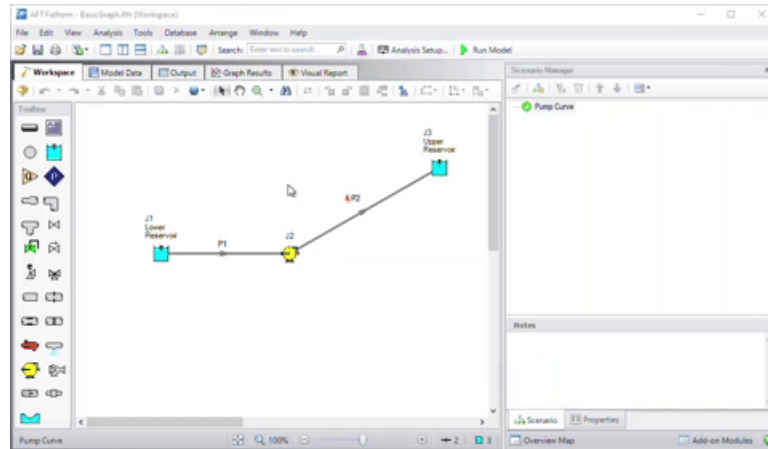 AFT Fathom - BasicGraph.fth (Workspace)
File Edit View Analysis Tools Database Arrange Window Help
Search: Enter text to search... Analysis Setup... Run Model
Workspace Model Data Output Graph Results Visual Report
Scenario Manager
Toolbox
Pump Curve
J3
Upper
Reservoir
P2
J1
Lower
Reservoir
P1
J2
Notes
Scenario Properties
Pump Curve 100% 2 3 Overview Map Add-on Modules